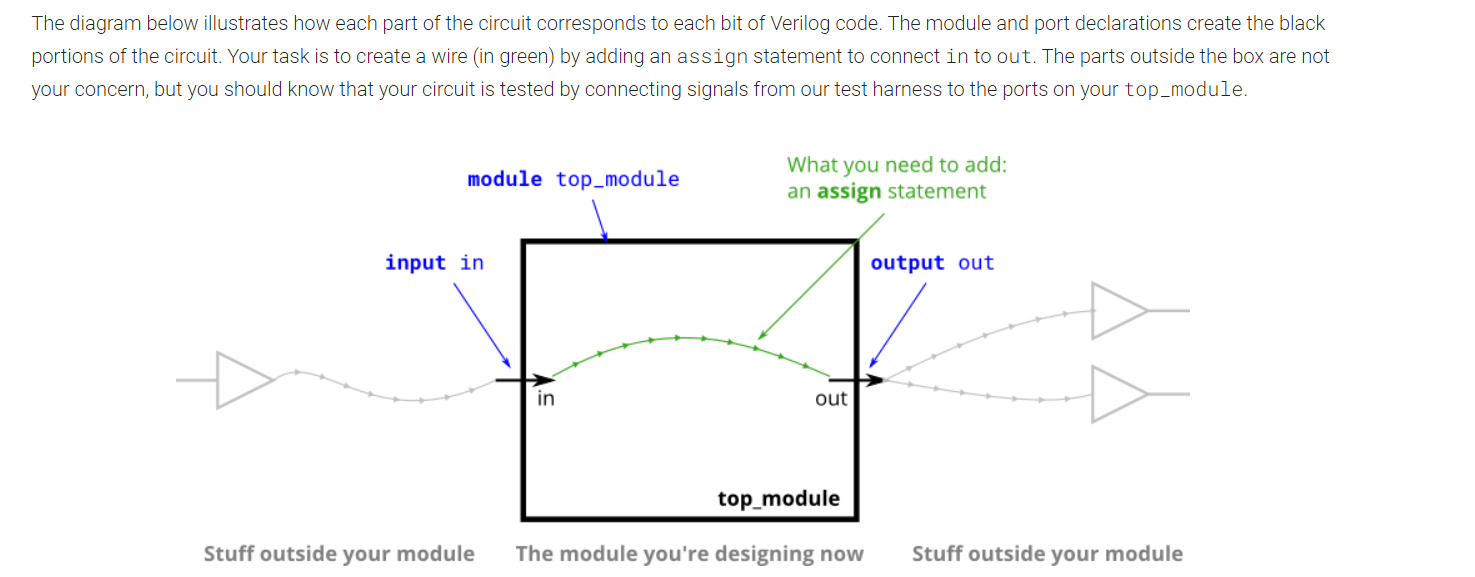 The diagram below illustrates how each part of the circuit corresponds to each bit of Verilog code. The module and port declarations create the black
portions of the circuit. Your task is to create a wire (in green) by adding an assign statement to connect in to out. The parts outside the box are not
your concern, but you should know that your circuit is tested by connecting signals from our test harness to the ports on your top_module.
What you need to add:
an assign statement
module top_module
input in
output out
in
out
top_module
Stuff outside your module
The module you're designing now
Stuff outside your module